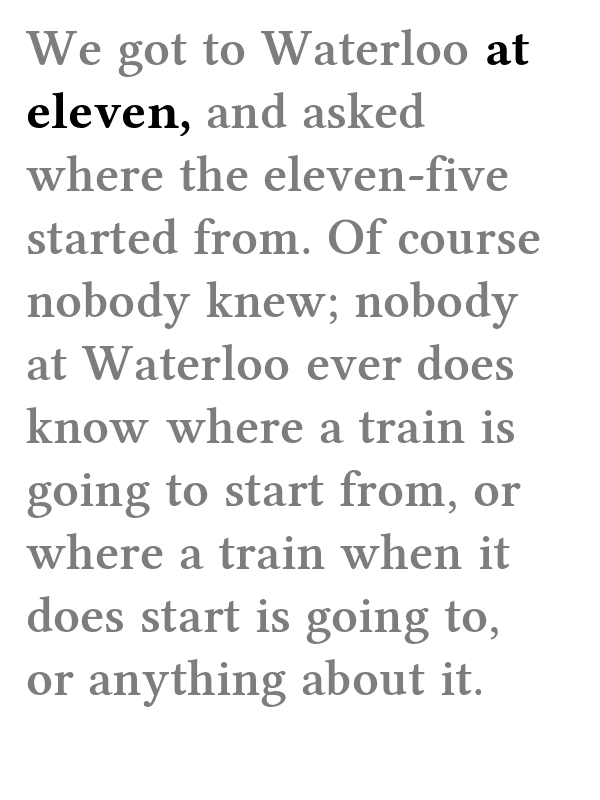 We got to Waterloo at
eleven, and asked
where the eleven-five
started from. Of course
nobody knew; nobody
at Waterloo ever does
know where a train is
going to start from, or
where a train when it
does start is going to,
or anything about it.